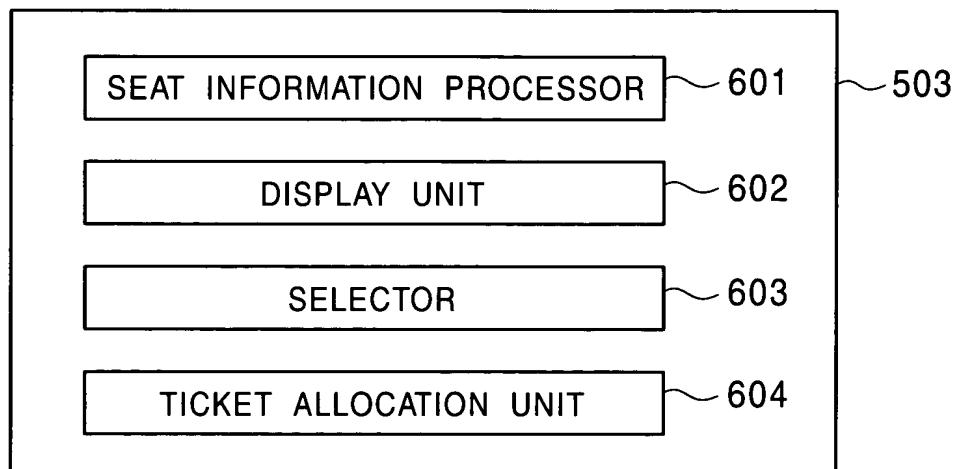 SEAT INFORMATION PROCESSOR 601 503
DISPLAY UNIT 602
SELECTOR 603
TICKET ALLOCATION UNIT 604